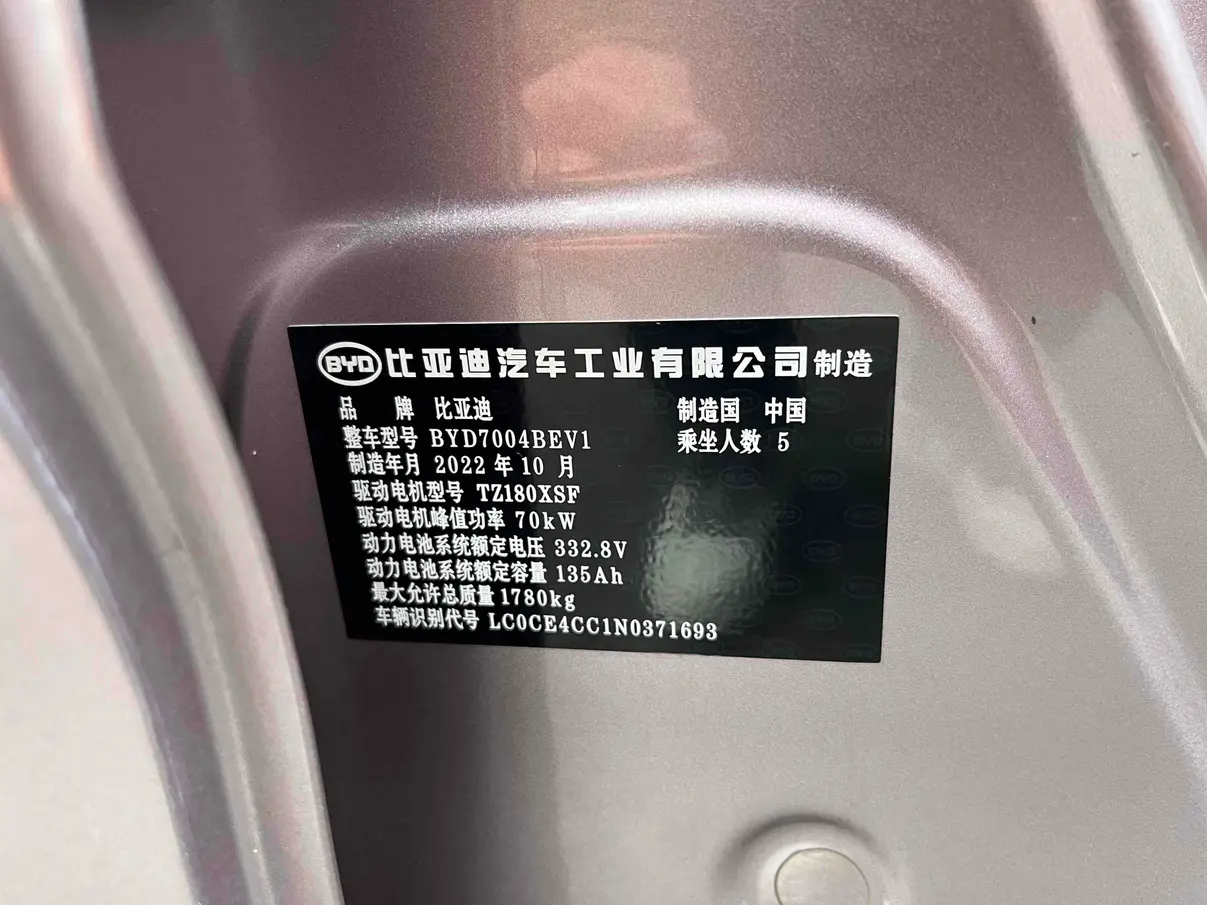 BYD 比亚迪汽车工业有限公司制造
品 牌 比亚迪 制造国 中国
整车型号 BYD7004BEV1 乘坐人数 5
制造年月 2022 年 10 月
驱动电机型号 TZ180XSF
驱动电机峰值功率 70kW
动力电池系统额定电压 332.8V
动力电池系统额定容量 135Ah
最大允许总质量 1780kg
车辆识别代号 LC0CE4CC1N0371693